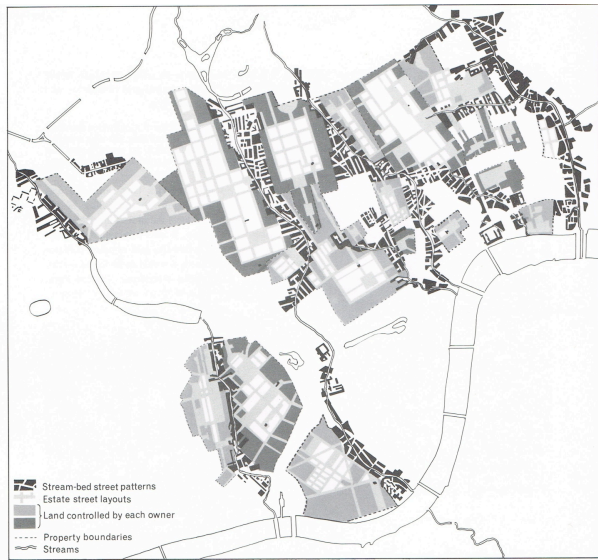 Stream-bed street patterns
Estate street layouts
Land controlled by each owner
Property boundaries
Streams